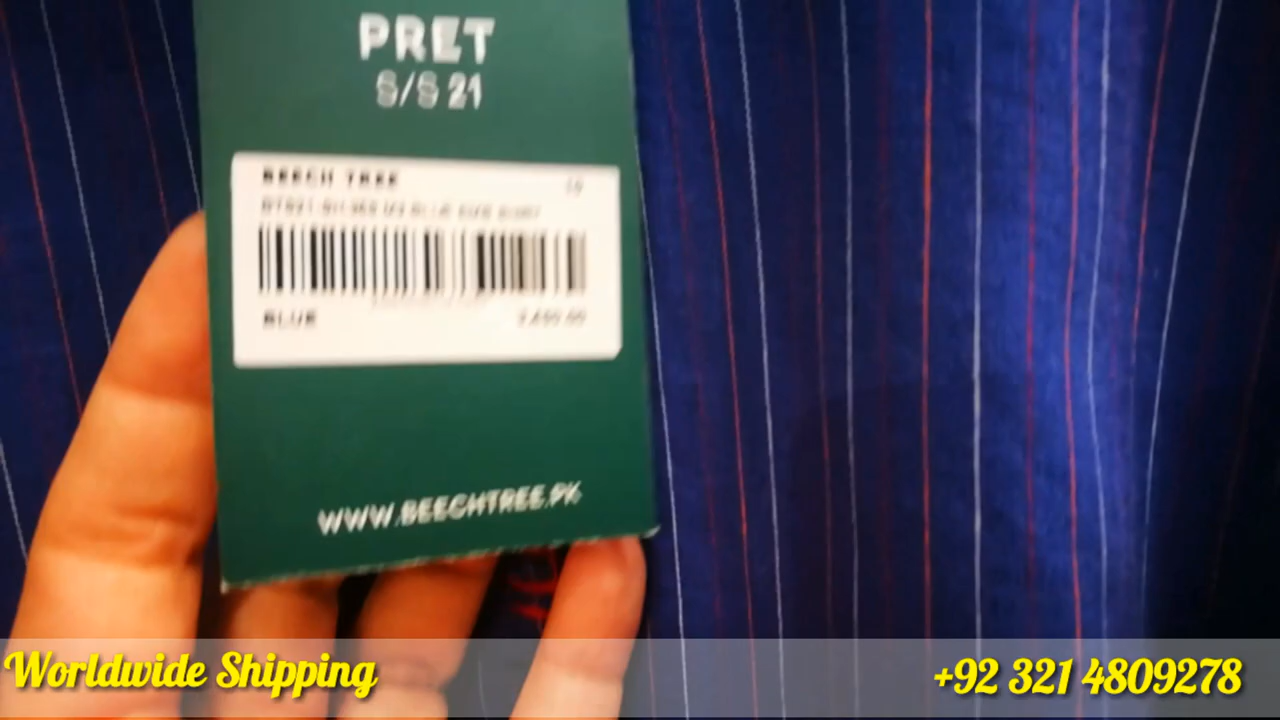 PRET
S/S 21
BEECH TREE
BLUE
WWW.BEECHTREE.PK
Worldwide Shipping
+92 321 4809278